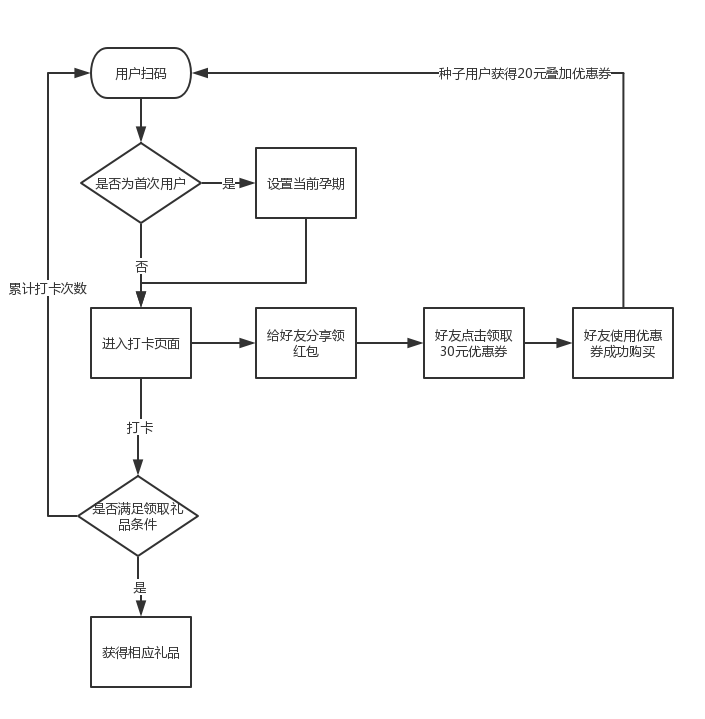 用户扫码
种子用户获得20元叠加优惠券
是否为首次用户
是
设置当前孕期
否
累计打卡次数
进入打卡页面
给好友分享领
红包
好友点击领取
30元优惠券
好友使用优惠
券成功购买
打卡
是否满足领取礼
品条件
是
获得相应礼品